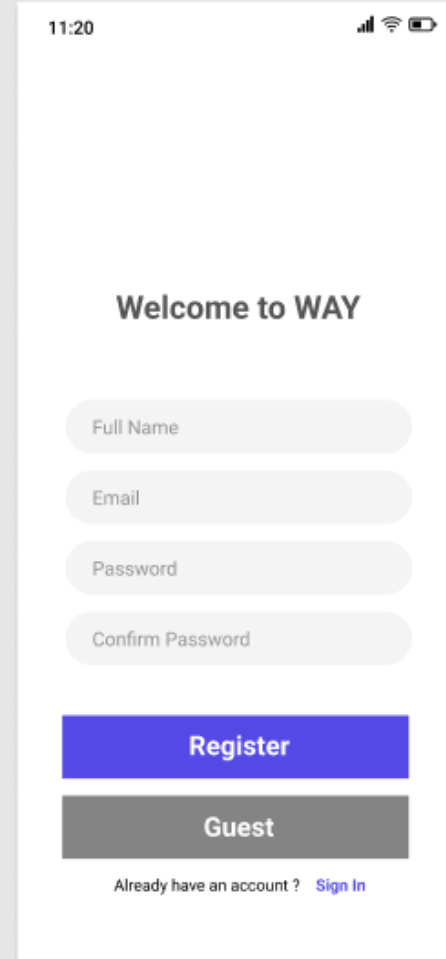 11:20
Welcome to WAY
Full Name
Email
Password
Confirm Password
Register
Guest
Already have an account ? Sign In